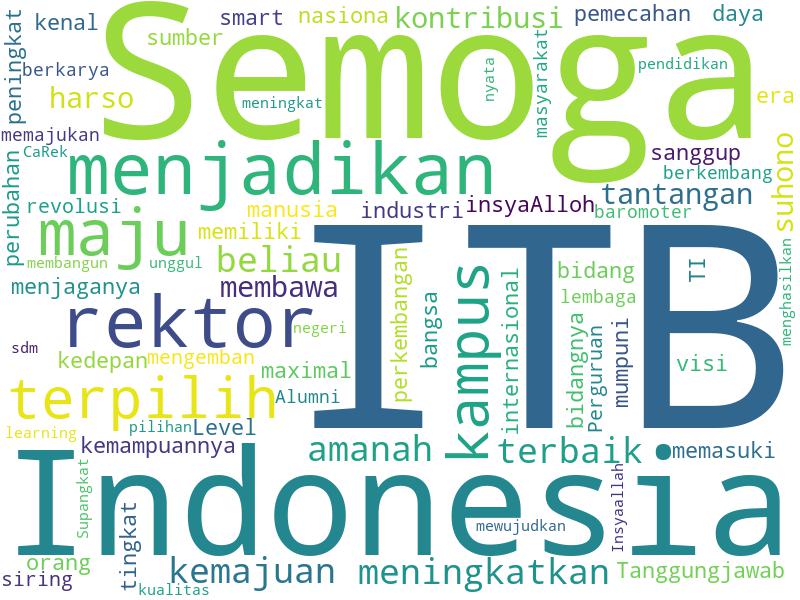 Semoga
smart
nasiona
kontribusi
pemecahan
daya
kenal
peningkat
sumber
berkarya
harso
meningkat
nyata
masyarakat
pendidikan
era
memajukan
CaRek
menjadikan
sanggup
berkembang
suhono
tantangan
perubahan
revolusi
manusia
industri
insyaAlloh
baromoter
maju
memiliki
ITB
membangun
unggul
beliau
perkembangan
bidang
TI
menghasilkan
menjaganya
membawa
bangsa
kampus
internasional
lembaga
rektor
negeri
bidangnya
Perguruan
mumpuni
sdm
kedepan
mengemban
maximal
visi
terpilih
Alumni
learning
pilihan
Level
kemampuannya
amanah
terbaik
memasuki
Indonesia
Supangkat
Insyaallah
tingkat
mewujudkan
orang
siring
kemajuan
meningkatkan
Tanggungjawab
kualitas